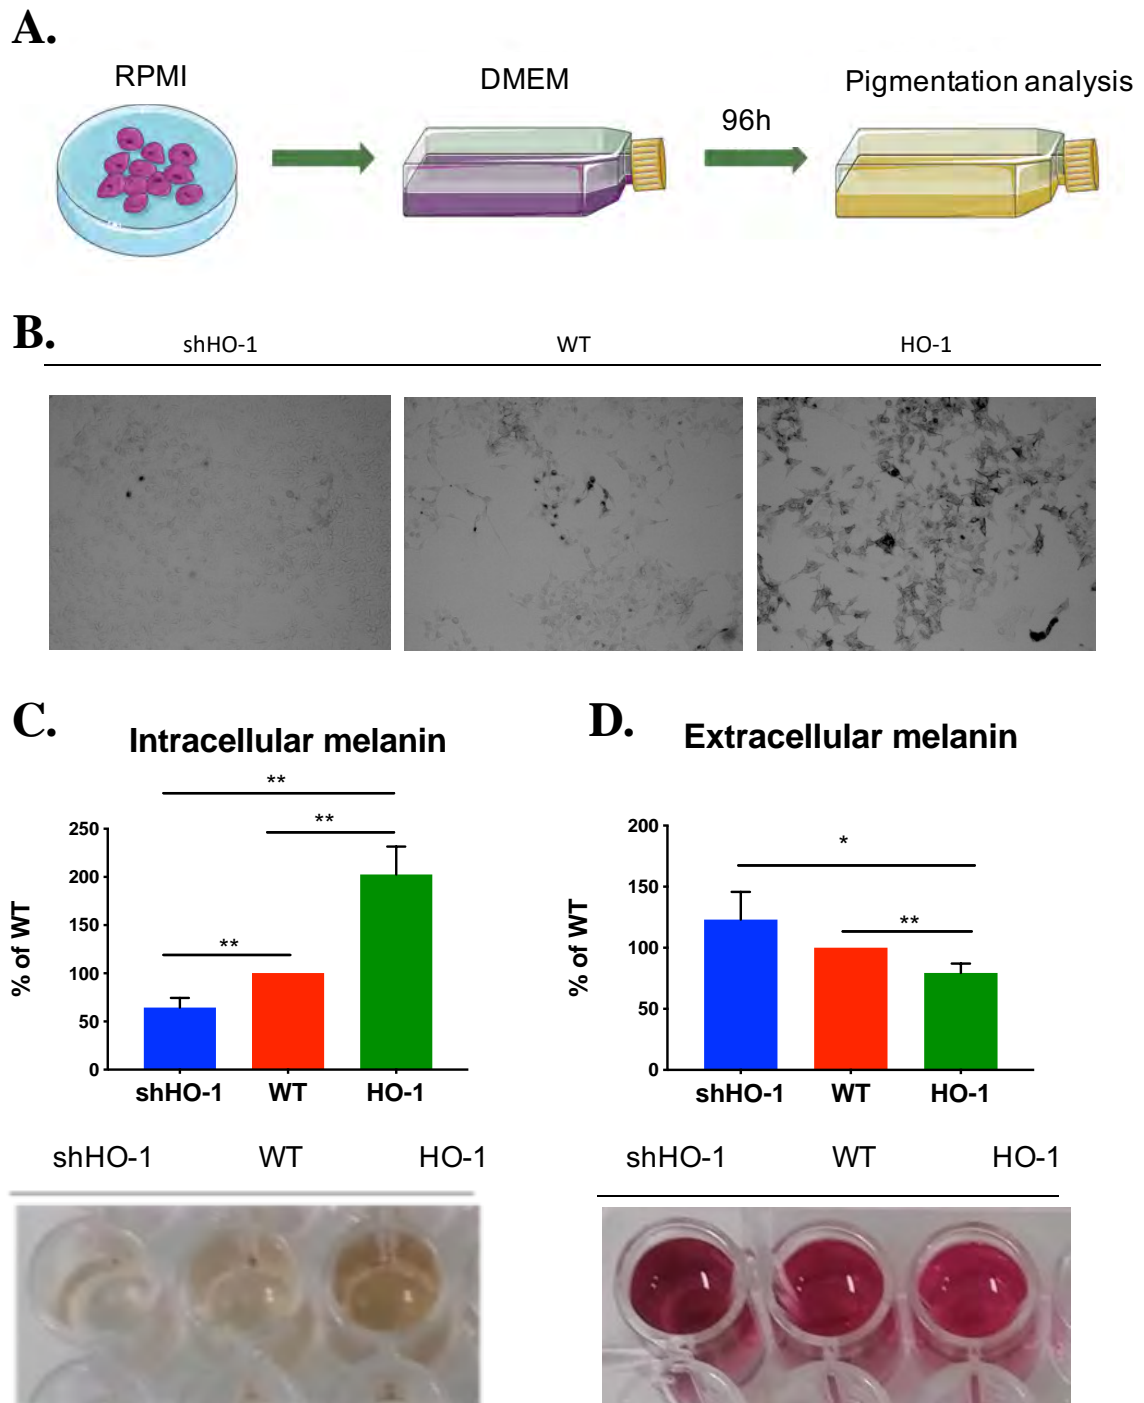 A.
RPMI
DMEM
96h
Pigmentation analysis
B.
shHO-1 WT HO-1
C.
Intracellular melanin
**
**
**
250
200
150
100
50
0
% of WT
shHO-1 WT HO-1
shHO-1 WT HO-1
D.
Extracellular melanin
*
**
200
150
100
50
0
% of WT
shHO-1 WT HO-1
shHO-1 WT HO-1